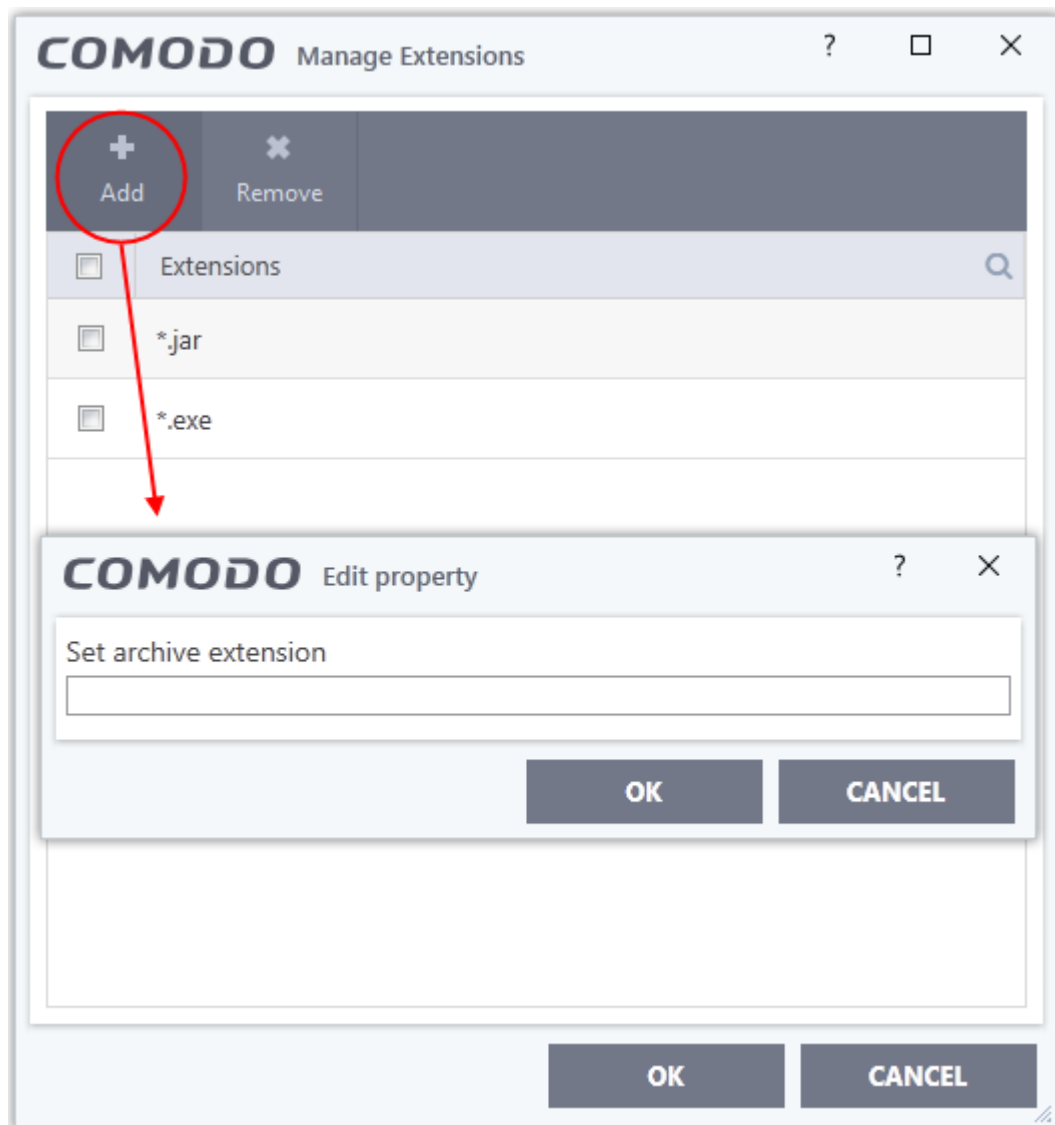 COMODO Manage Extensions ?
Add Remove
Extensions
*.jar
*.exe
COMODO Edit property ?
Set archive extension
OK CANCEL
OK CANCEL